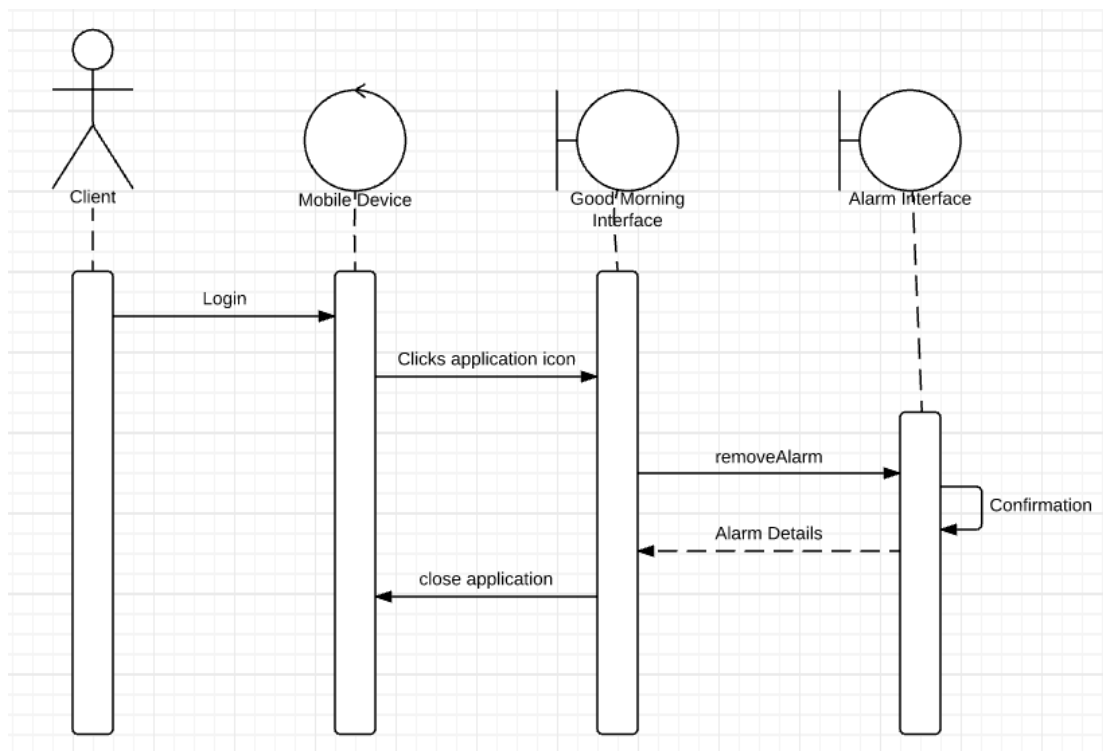 Client
Mobile Device
Good Morning
Interface
Alarm Interface
Login
Clicks application icon
removeAlarm
Confirmation
Alarm Details
close application